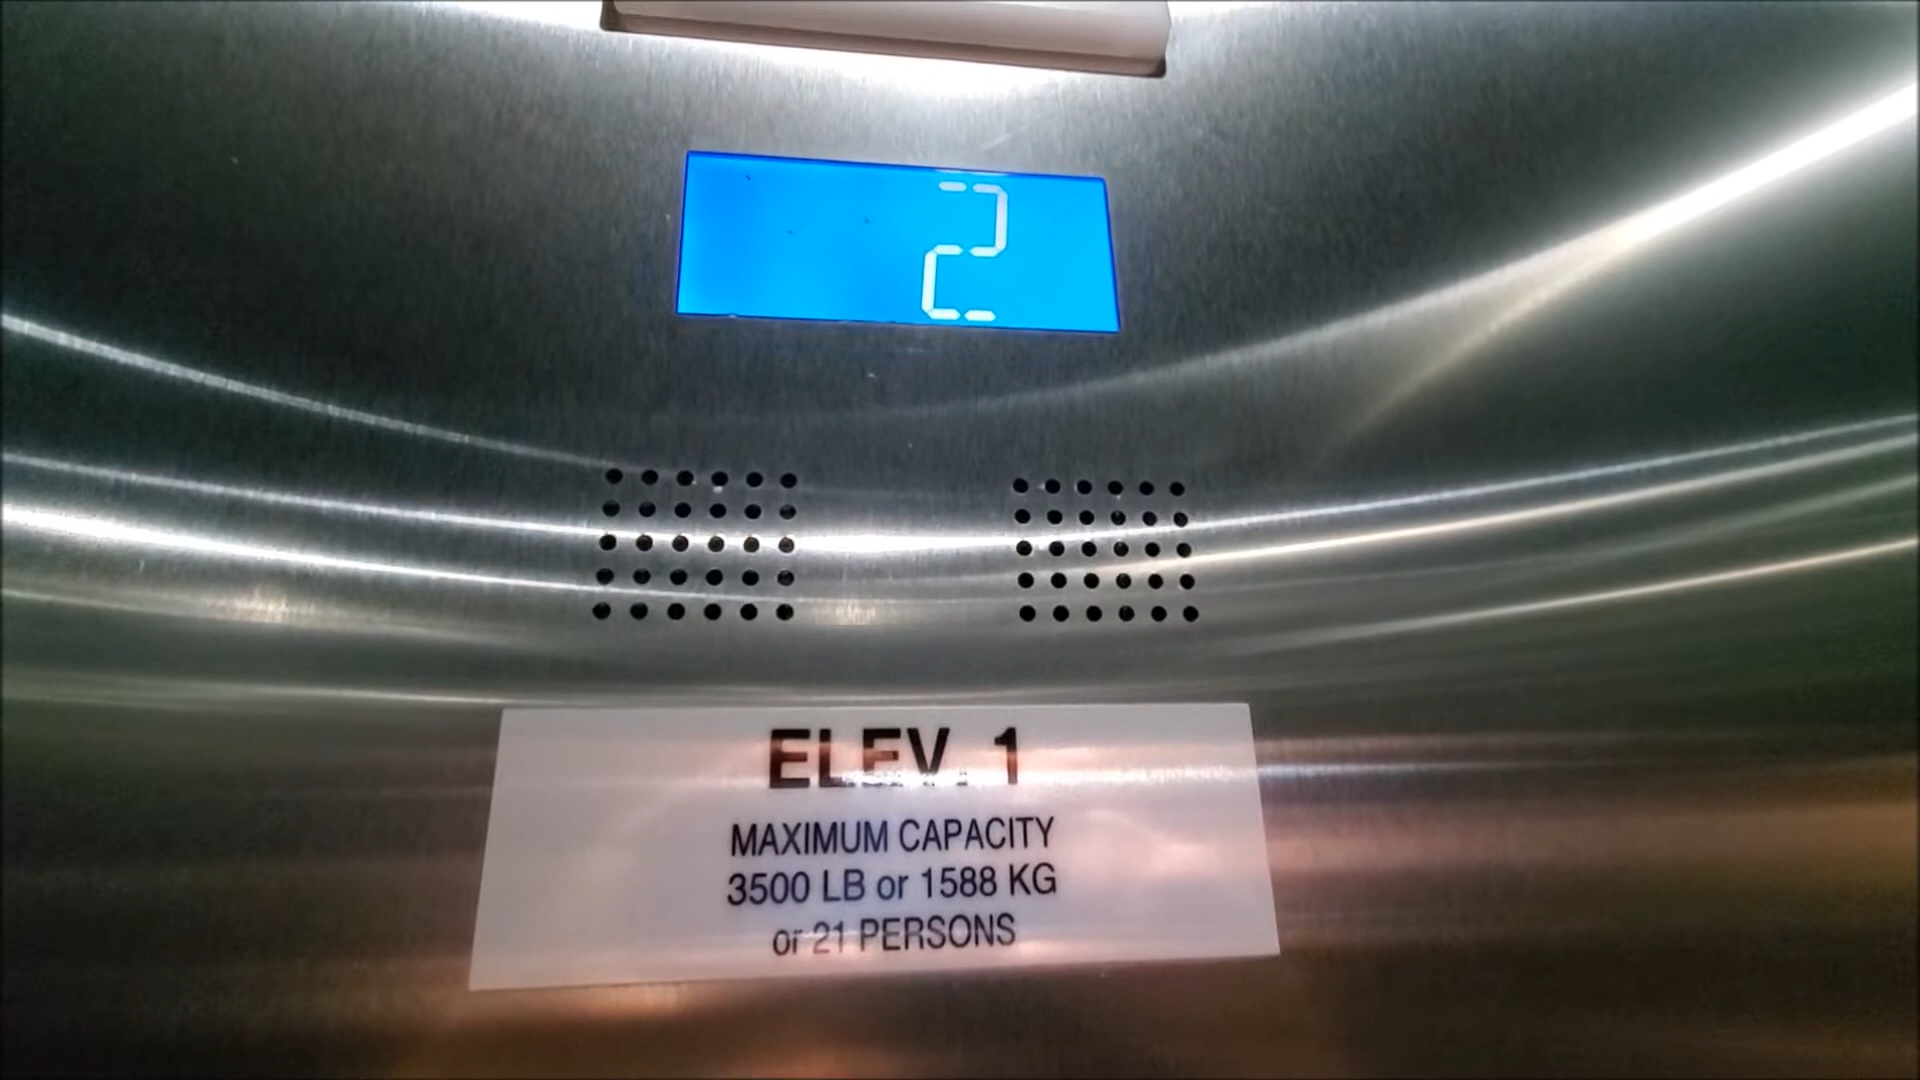 2
ELEV. 1
MAXIMUM CAPACITY
3500 LB or 1588 KG
or 21 PERSONS